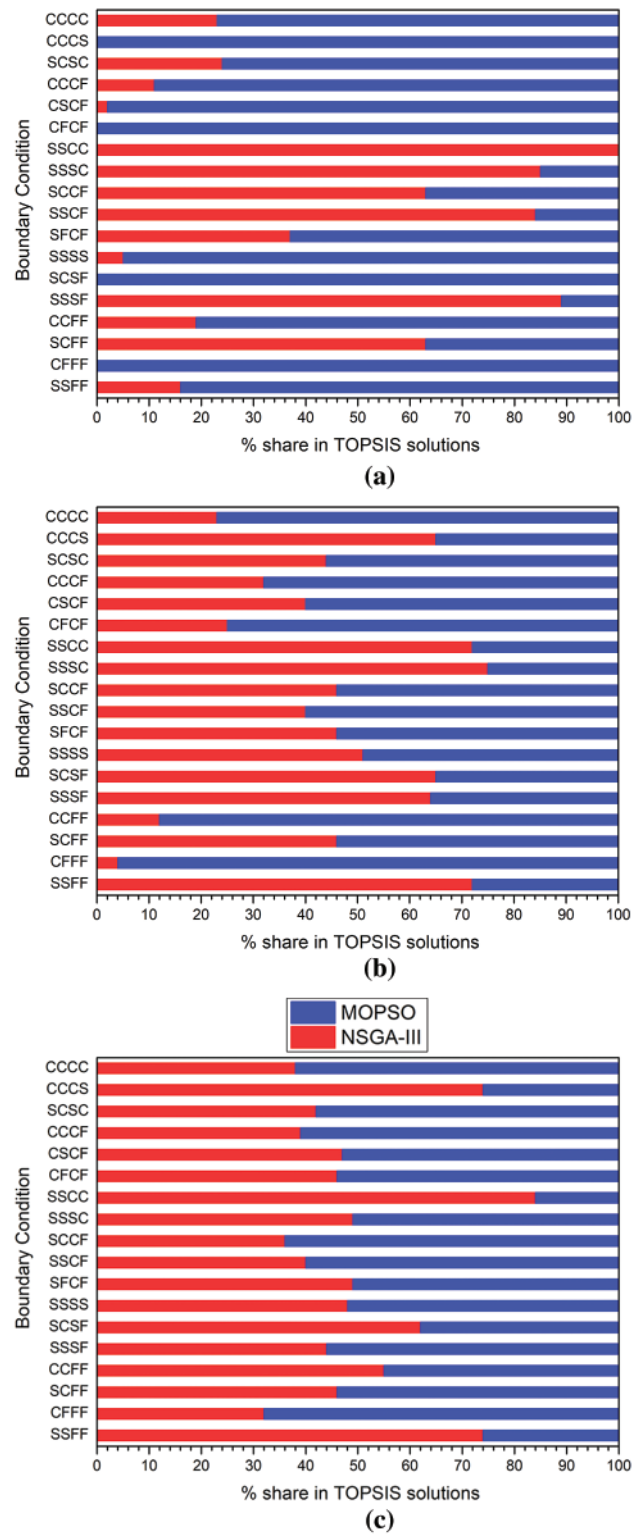 CCCC
CCCS
SCSC
CCCF
CSCF
CFCF
SSCC
SSSC
SCCF
SSCF
SFCF
SSSS
SCSF
SSSF
CCFF
SCFF
CFFF
SSFF
Boundary Condition
0 10 20 30 40 50 60 70 80 90 100
% share in TOPSIS solutions
(a)
CCCC
CCCS
SCSC
CCCF
CSCF
CFCF
SSCC
SSSC
SCCF
SSCF
SFCF
SSSS
SCSF
SSSF
CCFF
SCFF
CFFF
SSFF
Boundary Condition
0 10 20 30 40 50 60 70 80 90 100
% share in TOPSIS solutions
(b)
MOPSO
NSGA-III
CCCC
CCCS
SCSC
CCCF
CSCF
CFCF
SSCC
SSSC
SCCF
SSCF
SFCF
SSSS
SCSF
SSSF
CCFF
SCFF
CFFF
SSFF
Boundary Condition
0 10 20 30 40 50 60 70 80 90 100
% share in TOPSIS solutions
(c)